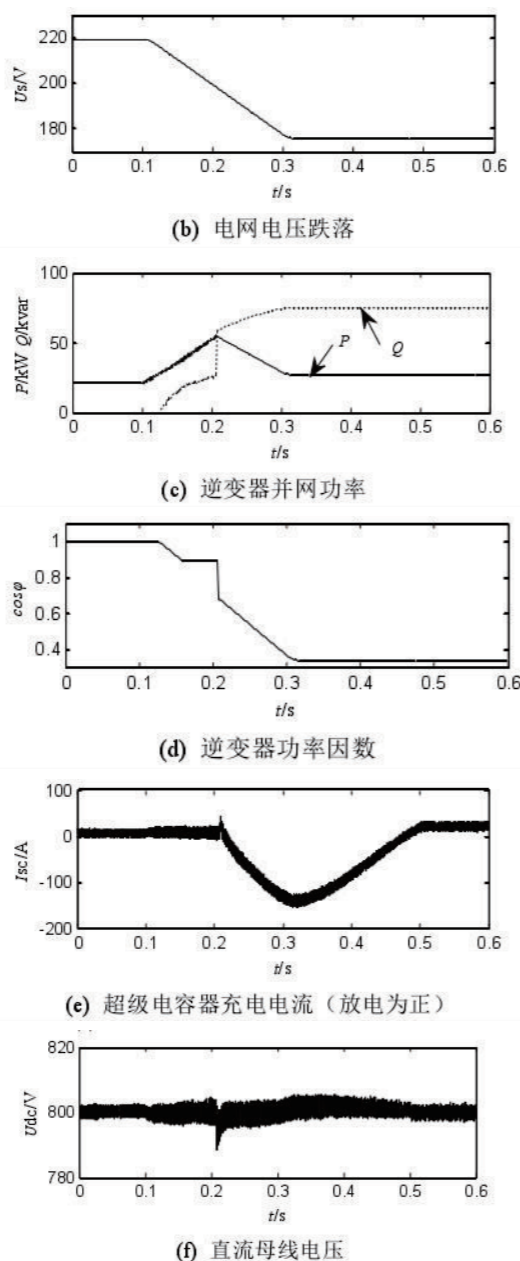 220
200
180
Us/V
0 0.1 0.2 0.3 0.4 0.5 0.6
t/s
(b) 电网电压跌落
100
50
0
P/kW Q/kvar
P
Q
0 0.1 0.2 0.3 0.4 0.5 0.6
t/s
(c) 逆变器并网功率
1
0.8
0.6
0.4
cosφ
0 0.1 0.2 0.3 0.4 0.5 0.6
t/s
(d) 逆变器功率因数
100
0
-100
-200
Isc/A
0 0.1 0.2 0.3 0.4 0.5 0.6
t/s
(e) 超级电容器充电电流（放电为正）
820
800
780
Udc/V
0 0.1 0.2 0.3 0.4 0.5 0.6
t/s
(f) 直流母线电压